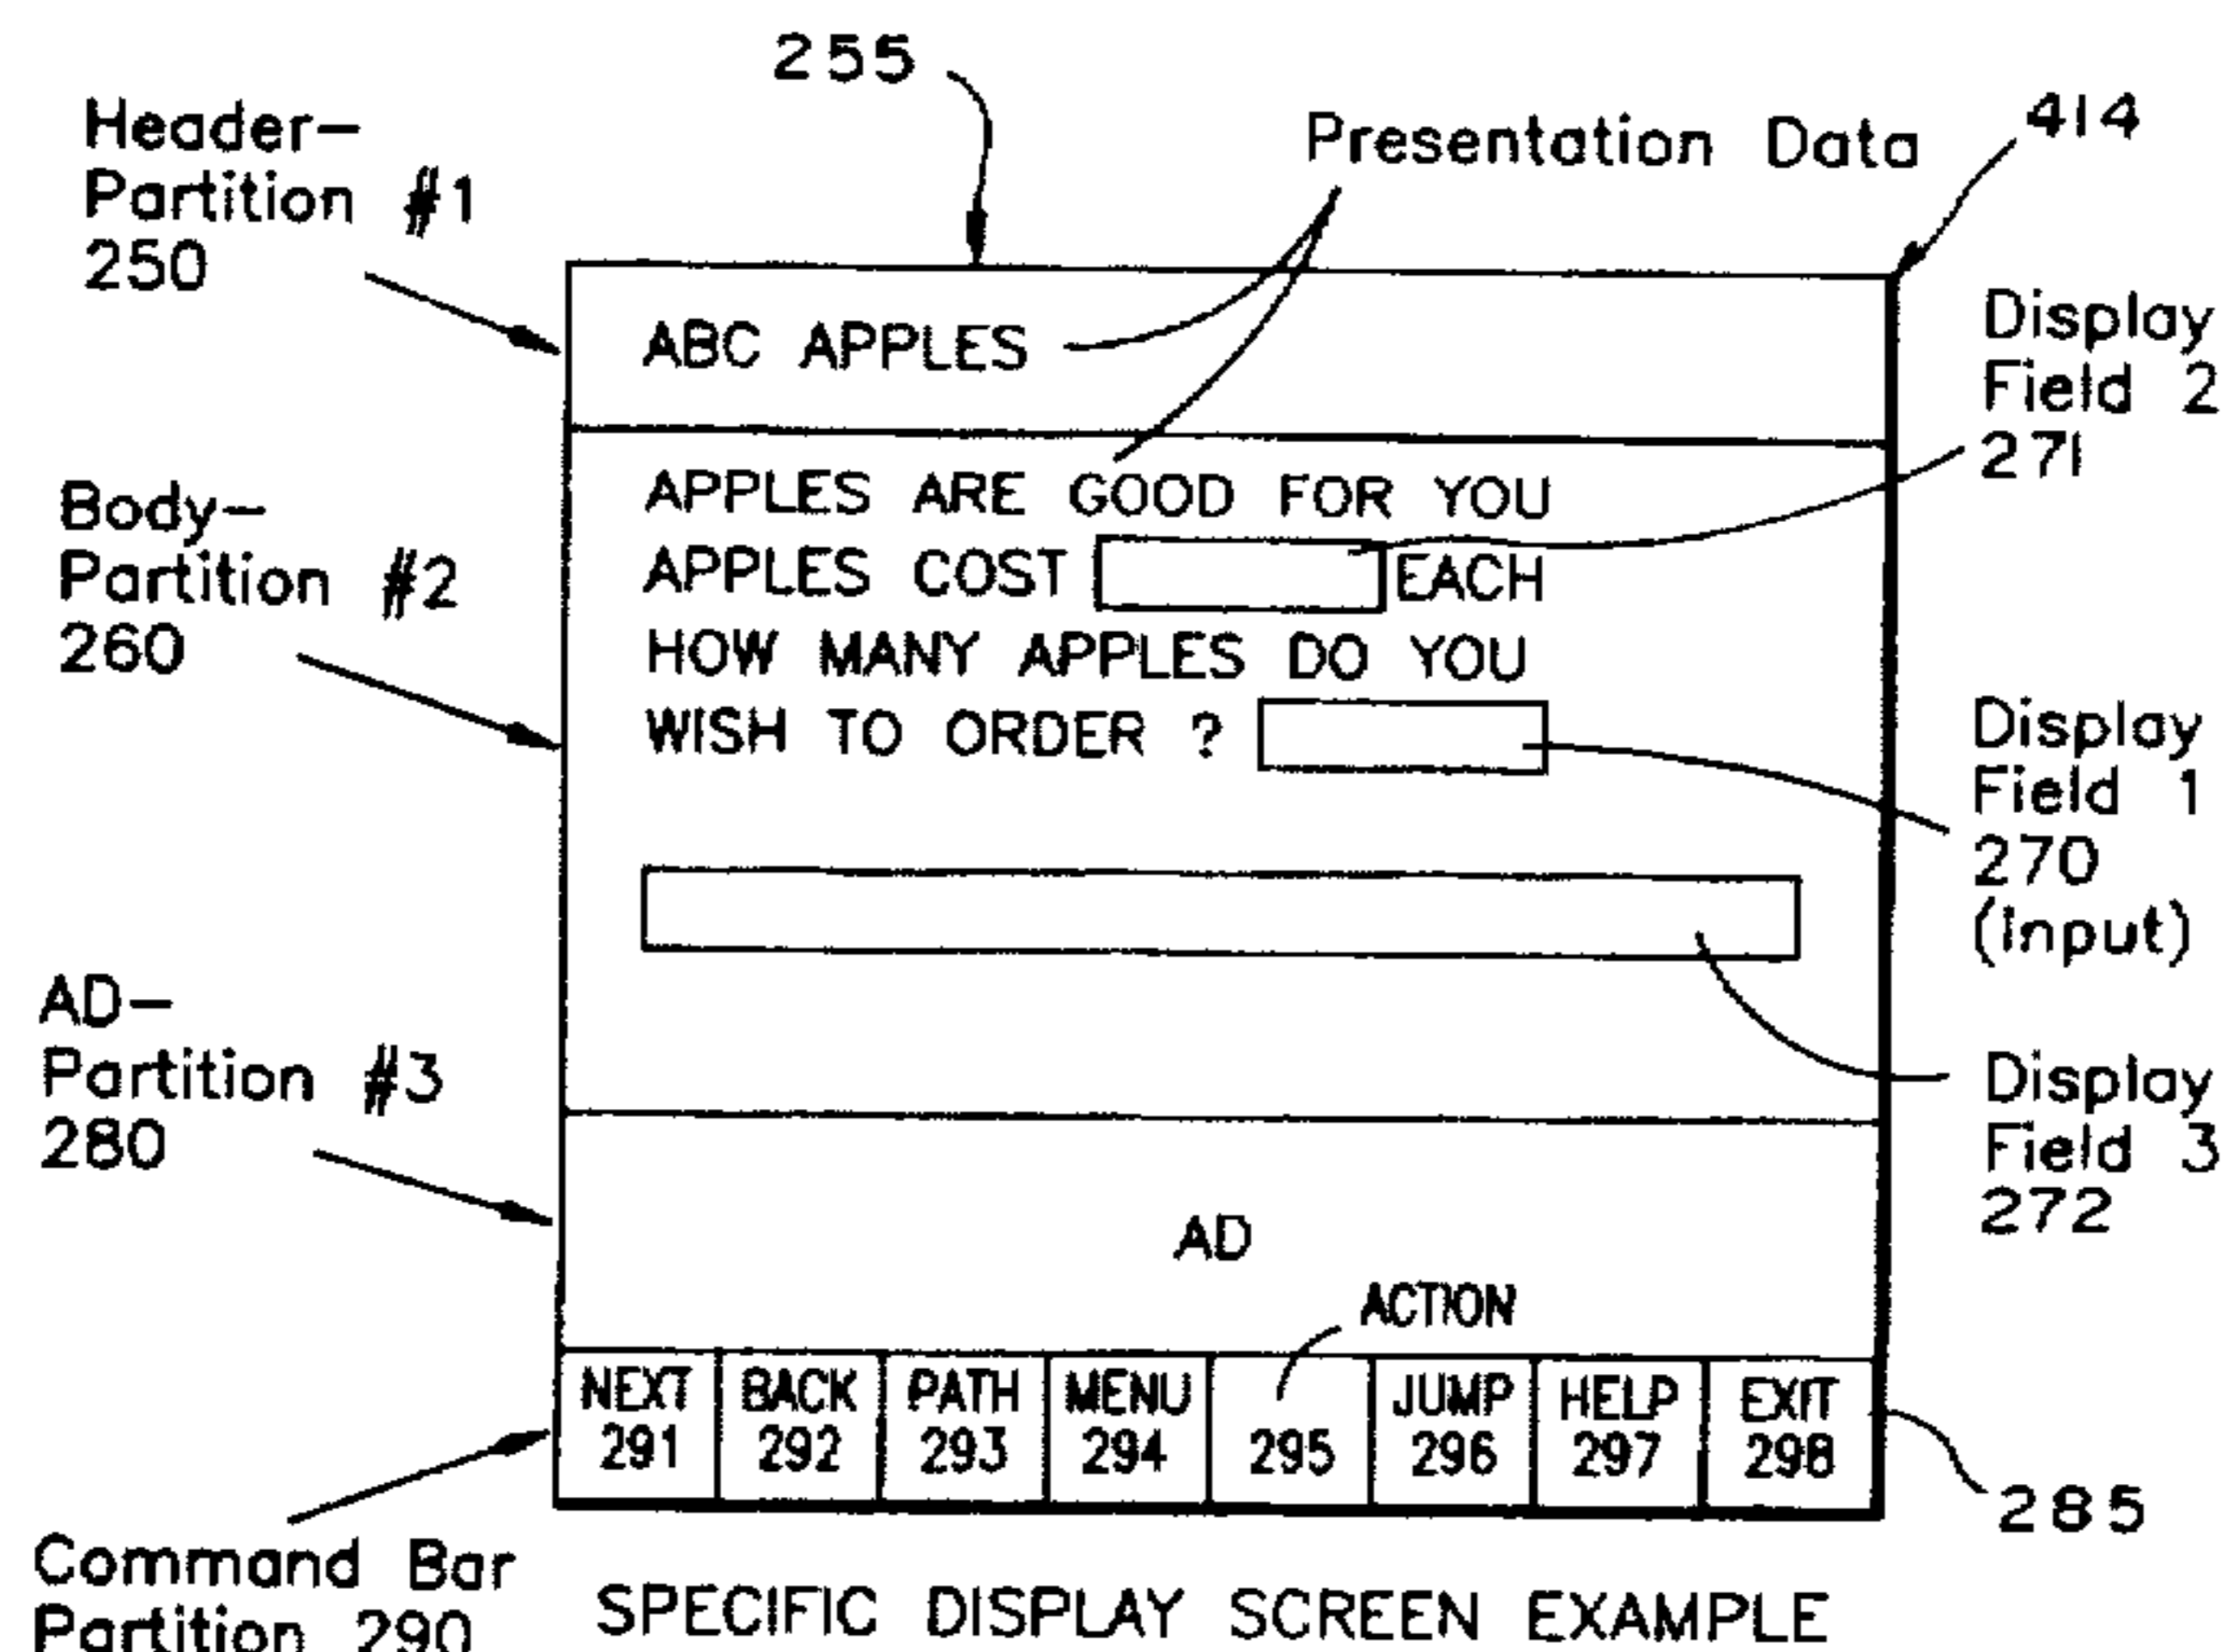 255
Header-
Partition #1
250
Presentation Data
414
ABC APPLES
Display
Field 2
271
Body-
Partition #2
260
APPLES ARE GOOD FOR YOU
APPLES COST EACH
HOW MANY APPLES DO YOU
WISH TO ORDER ?
Display
Field 1
270
(Input)
AD-
Partition #3
280
Display
Field 3
272
AD
ACTION
NEXT BACK PATH MENU JUMP HELP EXIT
291 292 293 294 295 296 297 298
285
Command Bar
Partition 290
SPECIFIC DISPLAY SCREEN EXAMPLE